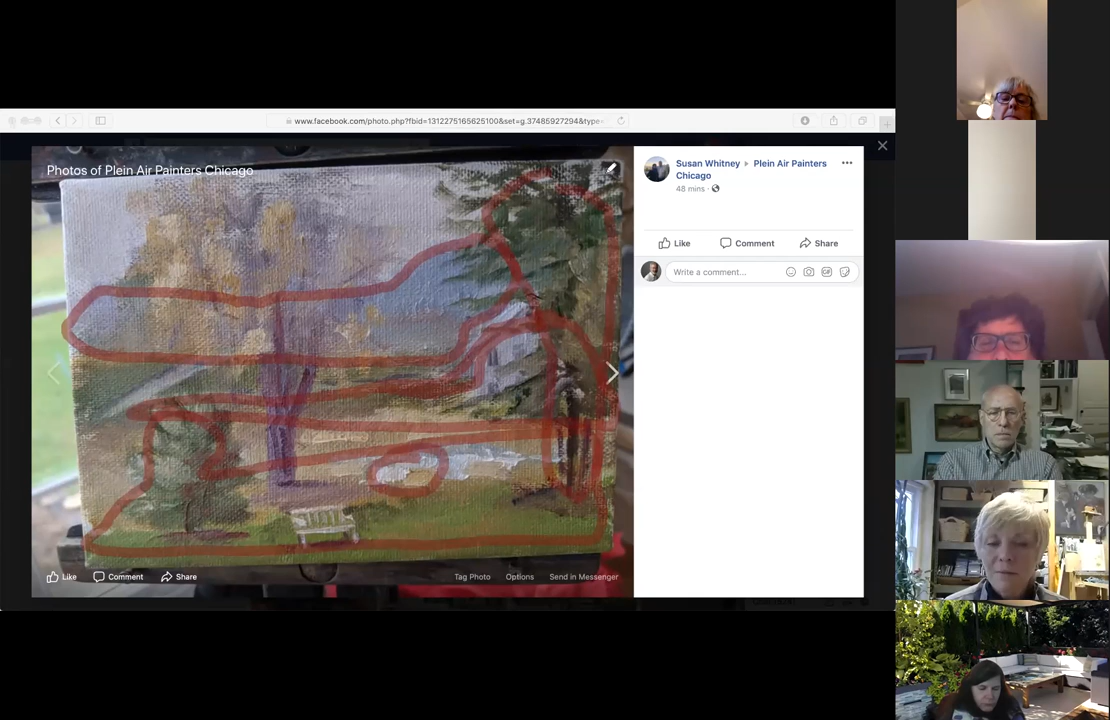 www.facebook.com/photo.php?fbid=1312275165625100&set=g.37485927294&type=
Photos of Plein Air Painters Chicago
Susan Whitney ▸ Plein Air Painters
Chicago
48 mins ·
Like Comment Share
Write a comment...
GIF
Like Comment Share Tag Photo Options Send in Messenger